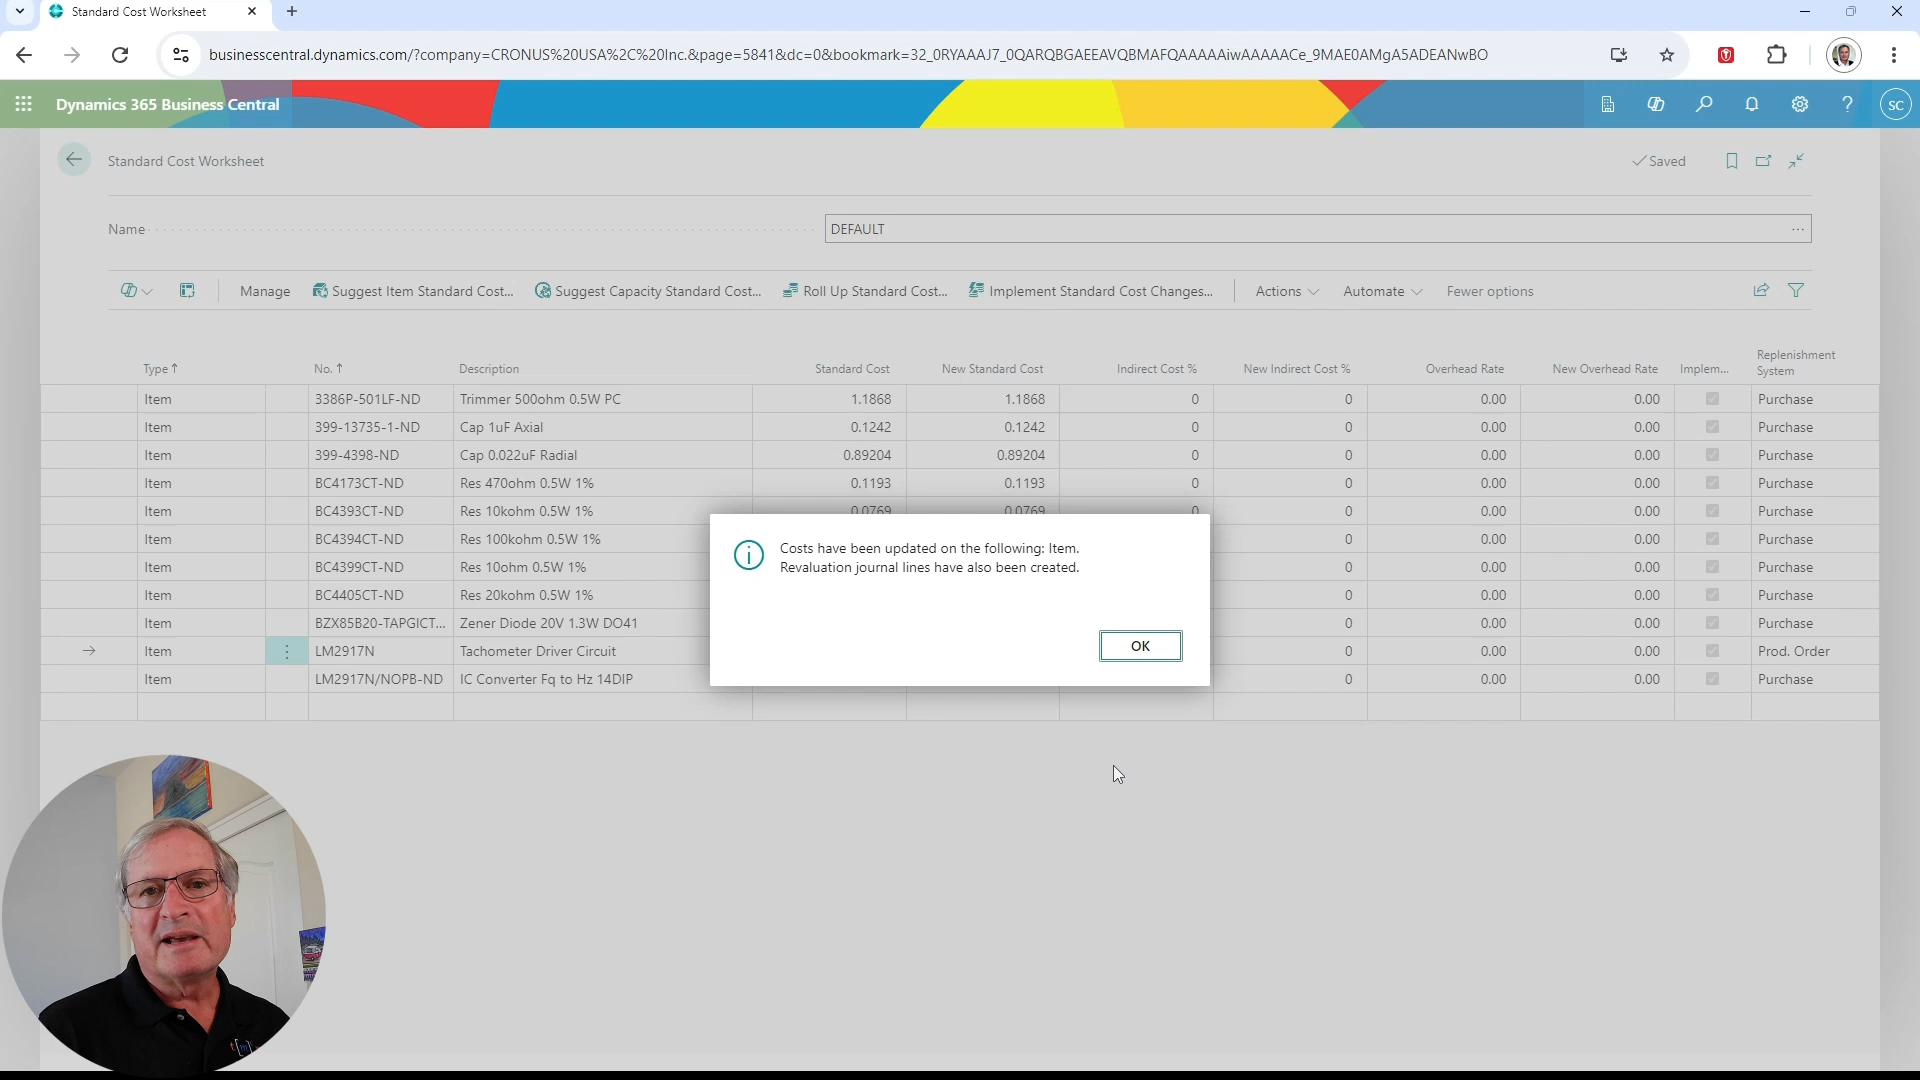 Standard Cost Worksheet
businesscentral.dynamics.com/?company=CRONUS%20USA%2C%20Inc.&page=5841&dc=0&bookmark=32_0RYAAAJ7_0QARQBGAEEAVQBMAFQAAAAAiwAAAAACe_9MAE0AMgA5ADEANwBO
Dynamics 365 Business Central
SC
Standard Cost Worksheet
Saved
Name
DEFAULT
Manage Suggest Item Standard Cost... Suggest Capacity Standard Cost... Roll Up Standard Cost... Implement Standard Cost Changes... Actions Automate Fewer options
Type ↑ No. ↑ Description Standard Cost New Standard Cost Indirect Cost % New Indirect Cost % Overhead Rate New Overhead Rate Implem... Replenishment System
Item 3386P-501LF-ND Trimmer 500ohm 0.5W PC 1.1868 1.1868 0 0 0.00 0.00 Purchase
Item 399-13735-1-ND Cap 1uF Axial 0.1242 0.1242 0 0 0.00 0.00 Purchase
Item 399-4398-ND Cap 0.022uF Radial 0.89204 0.89204 0 0 0.00 0.00 Purchase
Item BC4173CT-ND Res 470ohm 0.5W 1% 0.1193 0.1193 0 0 0.00 0.00 Purchase
Item BC4393CT-ND Res 10kohm 0.5W 1% 0.0769 0.0769 0 0 0.00 0.00 Purchase
Item BC4394CT-ND Res 100kohm 0.5W 1% 0 0.00 0.00 Purchase
Item BC4399CT-ND Res 10ohm 0.5W 1% 0 0.00 0.00 Purchase
Item BC4405CT-ND Res 20kohm 0.5W 1% 0 0.00 0.00 Purchase
Item BZX85B20-TAPGICT... Zener Diode 20V 1.3W DO41 0 0.00 0.00 Purchase
Item LM2917N Tachometer Driver Circuit 0 0.00 0.00 Prod. Order
Item LM2917N/NOPB-ND IC Converter Fq to Hz 14DIP 0 0.00 0.00 Purchase
Costs have been updated on the following: Item.
Revaluation journal lines have also been created.
OK